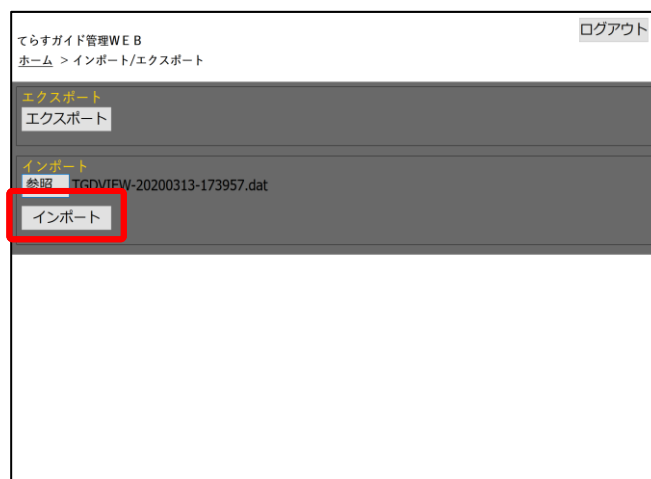 ログアウト
てらすガイド管理ＷＥＢ
ホーム > インポート/エクスポート
エクスポート
エクスポート
インポート
参照... TGDVIEW-20200313-173957.dat
インポート